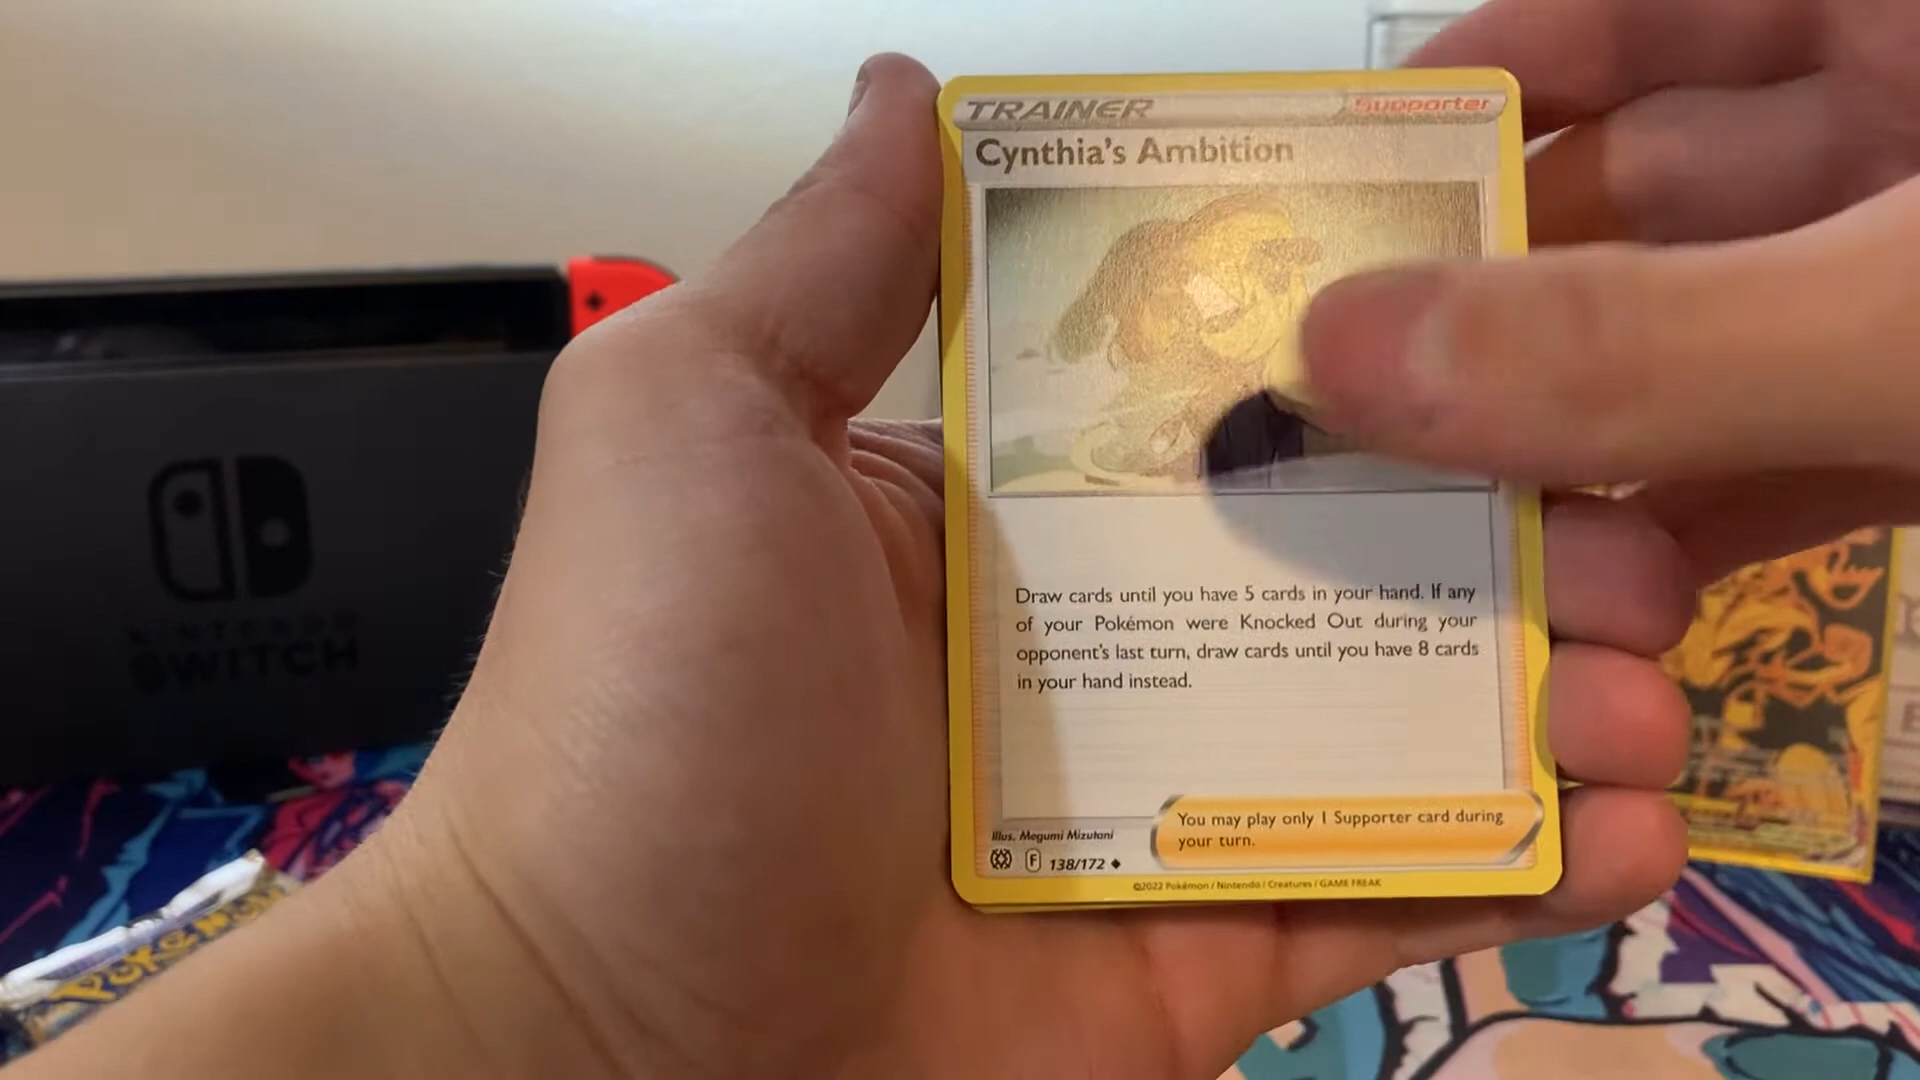 TRAINER
Supporter
Cynthia's Ambition
Draw cards until you have 5 cards in your hand. If any
of your Pokémon were Knocked Out during your
opponent's last turn, draw cards until you have 8 cards
in your hand instead.
You may play only 1 Supporter card during
your turn.
Illus. Megumi Mizutani
F 138/172
©2022 Pokémon / Nintendo / Creatures / GAME FREAK
NINTENDO
SWITCH
POKéMON